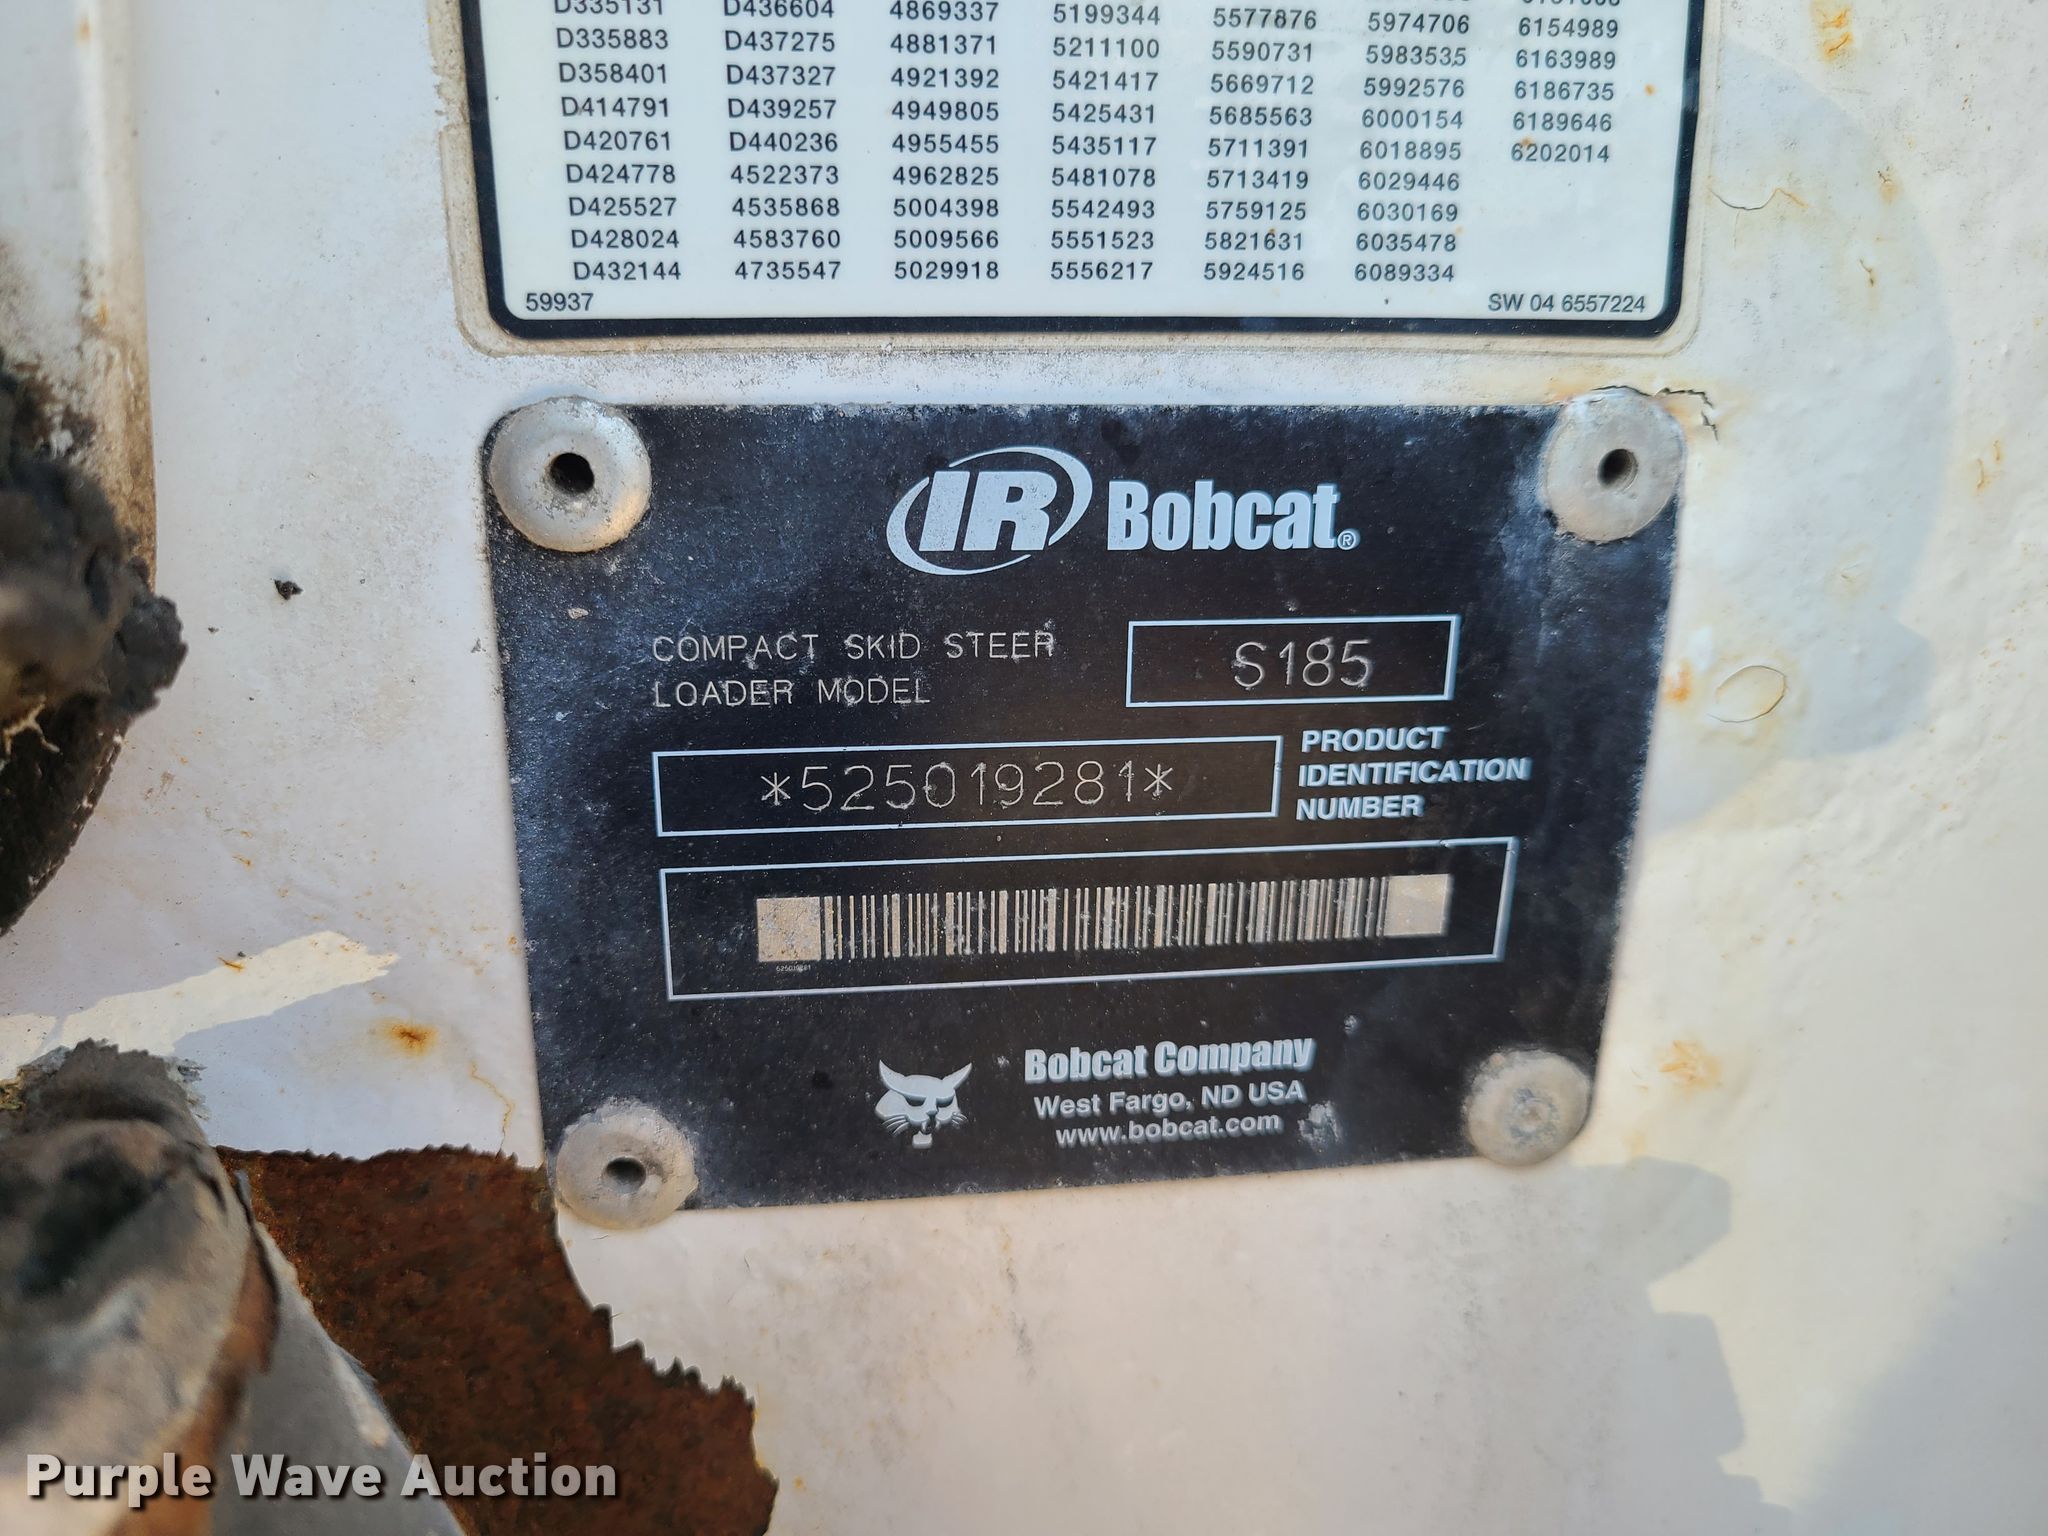 D335131 D436604 4869337 5199344 5577876 5974706 6154989
D335883 D437275 4881371 5211100 5590731 5983535 6163989
D358401 D437327 4921392 5421417 5669712 5992576 6186735
D414791 D439257 4949805 5425431 5685563 6000154 6189646
D420761 D440236 4955455 5435117 5711391 6018895 6202014
D424778 4522373 4962825 5481078 5713419 6029446
D425527 4535868 5004398 5542493 5759125 6030169
D428024 4583760 5009566 5551523 5821631 6035478
D432144 4735547 5029918 5556217 5924516 6089334
59937 SW 04 6557224
IR Bobcat®
COMPACT SKID STEER
LOADER MODEL
S185
*525019281*
PRODUCT
IDENTIFICATION
NUMBER
525019281
Bobcat Company
West Fargo, ND USA
www.bobcat.com
Purple Wave Auction